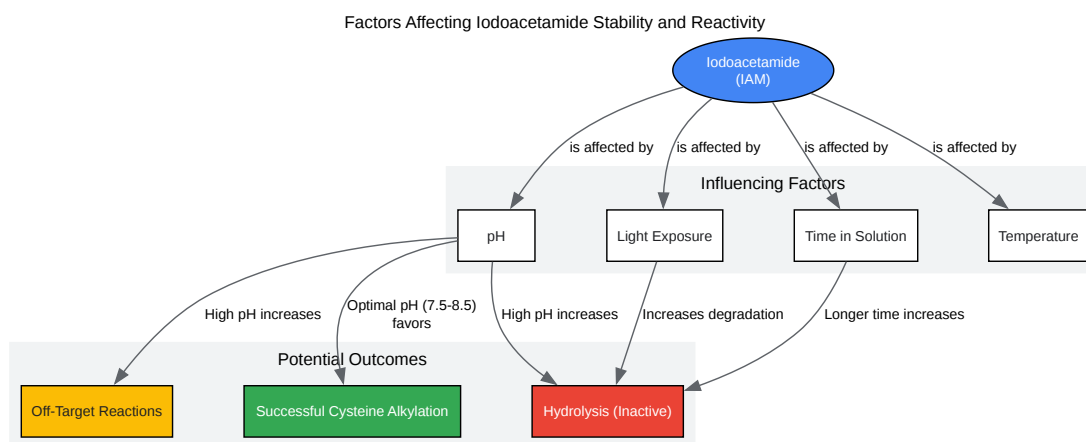 Factors Affecting Iodoacetamide Stability and Reactivity
Iodoacetamide
(IAM)
is affected by
is affected by
is affected by
is affected by
Influencing Factors
pH
Light Exposure
Time in Solution
Temperature
High pH increases
Optimal pH (7.5-8.5)
favors
High pH increases
Increases degradation
Longer time increases
Potential Outcomes
Off-Target Reactions
Successful Cysteine Alkylation
Hydrolysis (Inactive)